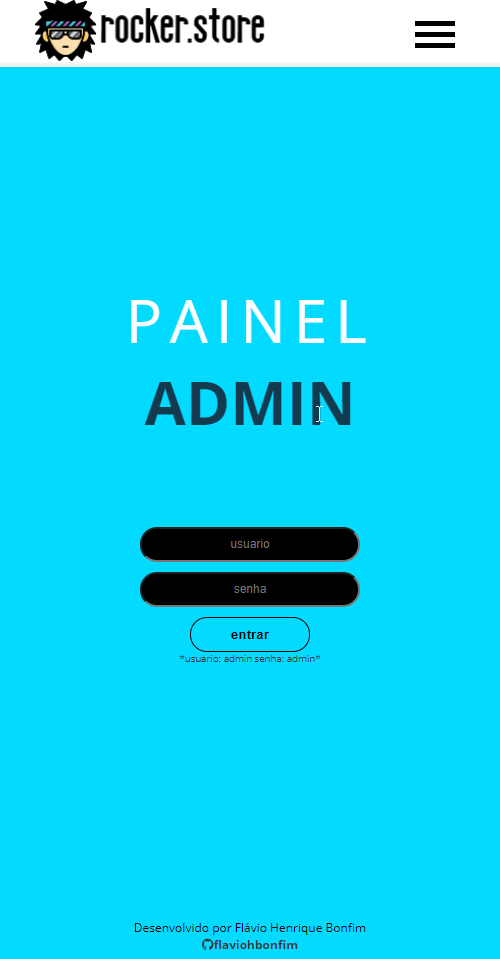 rocker.store
PAINEL
ADMIN
usuario
senha
entrar
*usuario: admin senha: admin*
Desenvolvido por Flávio Henrique Bonfim
flaviohbonfim